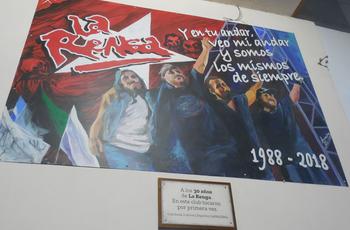 La
Renga
Y en tu andar,
veo mi andar
y somos
los mismos
de siempre.
1988 - 2018
A los 30 años
de La Renga
En este club tocaron
por primera vez